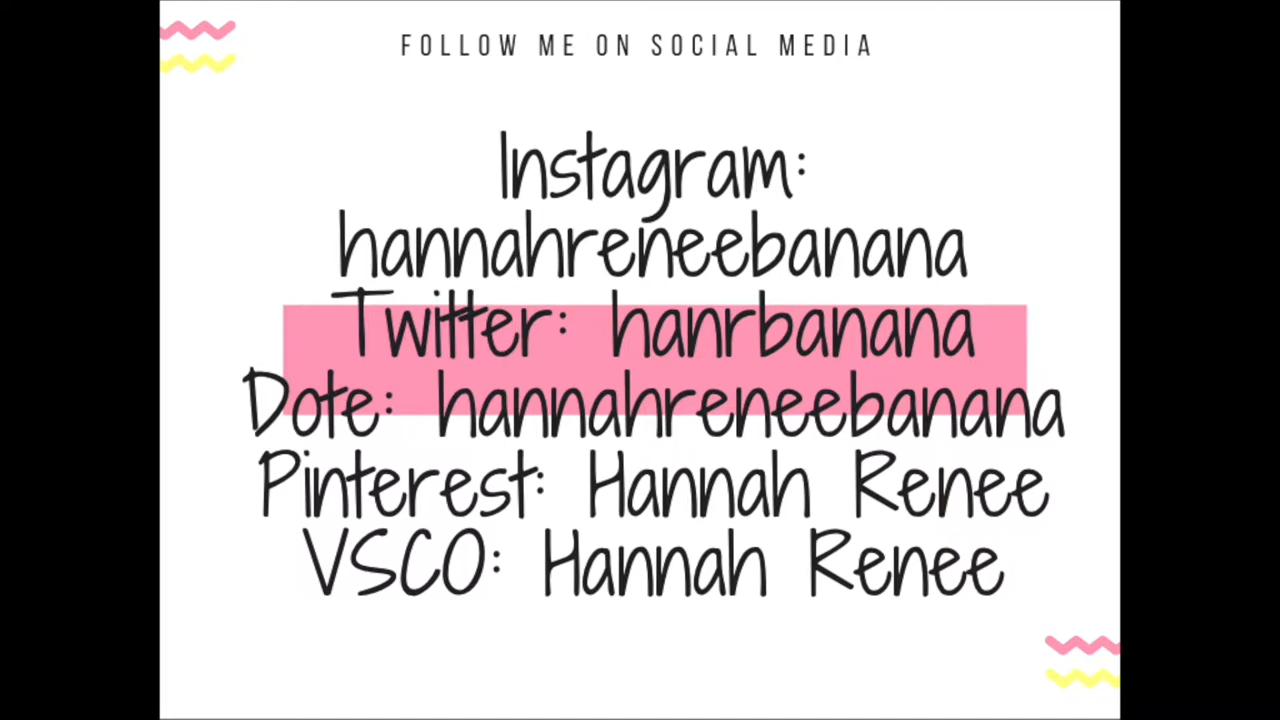 FOLLOW ME ON SOCIAL MEDIA
Instagram:
hannahreneebanana
Twitter: hanrbanana
Dote: hannahreneebanana
Pinterest: Hannah Renee
VSCO: Hannah Renee